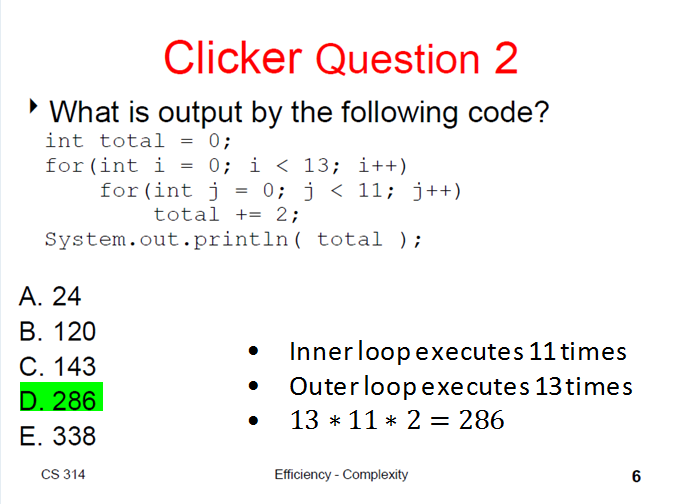 Clicker Question 2
What is output by the following code?
int total = 0;
for(int i = 0; i < 13; i++)
for(int j = 0; j < 11; j++)
total += 2;
System.out.println( total );
A. 24
B. 120
C. 143
D. 286
E. 338
• Inner loop executes 11 times
• Outer loop executes 13 times
• 13 ∗ 11 ∗ 2 = 286
CS 314
Efficiency - Complexity
6